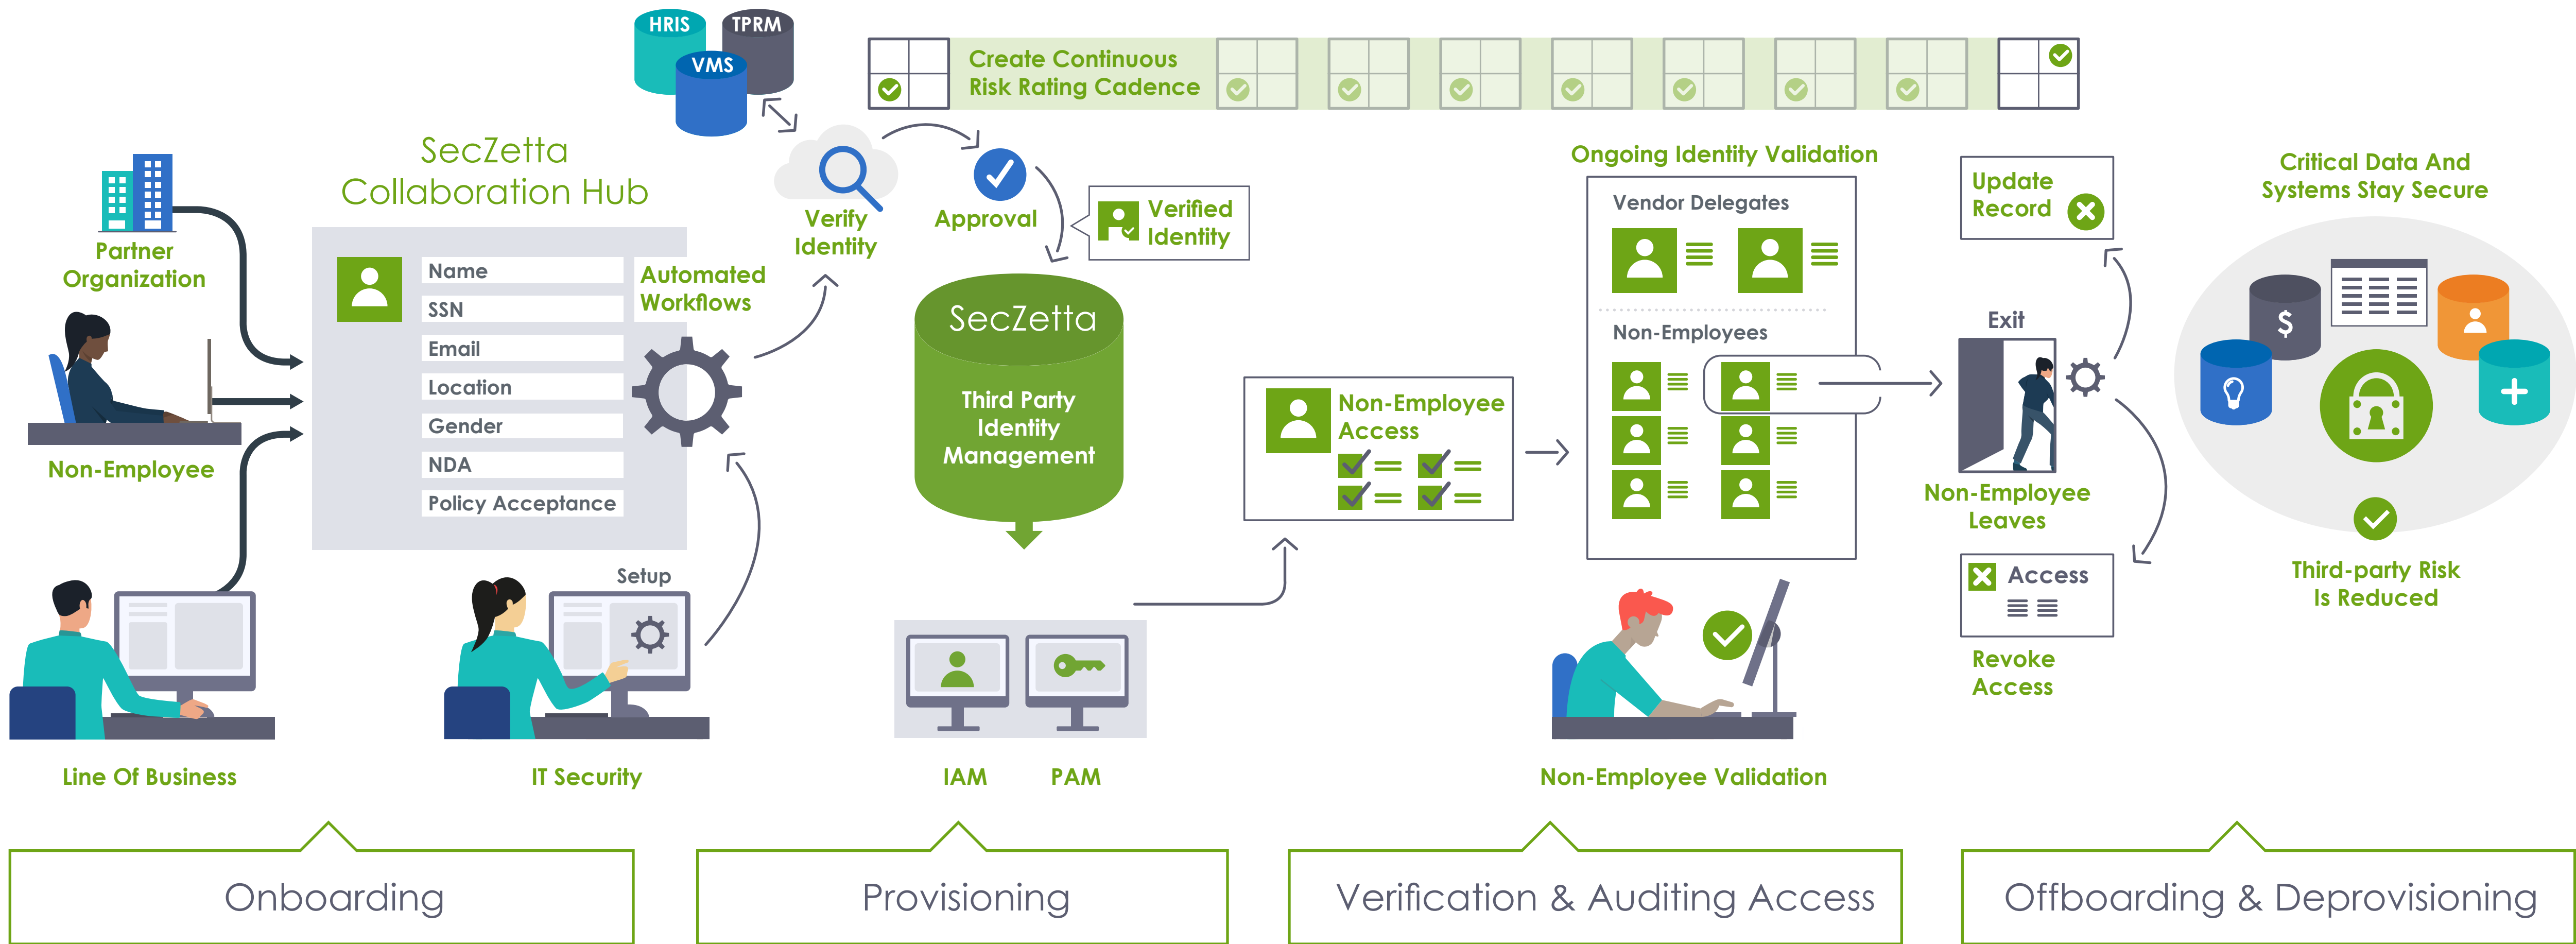 HRIS
TPRM
VMS
Create Continuous
Risk Rating Cadence
SecZetta
Collaboration Hub
Partner
Organization
Name
SSN
Email
Location
Gender
NDA
Policy Acceptance
Automated
Workflows
Non-Employee
Setup
Line Of Business
IT Security
Verify
Identity
Approval
Verified
Identity
SecZetta
Third Party
Identity
Management
IAM
PAM
Non-Employee
Access
Ongoing Identity Validation
Vendor Delegates
Non-Employees
Non-Employee Validation
Update
Record
Exit
Non-Employee
Leaves
Access
Revoke
Access
Critical Data And
Systems Stay Secure
$
Third-party Risk
Is Reduced
Onboarding
Provisioning
Verification & Auditing Access
Offboarding & Deprovisioning